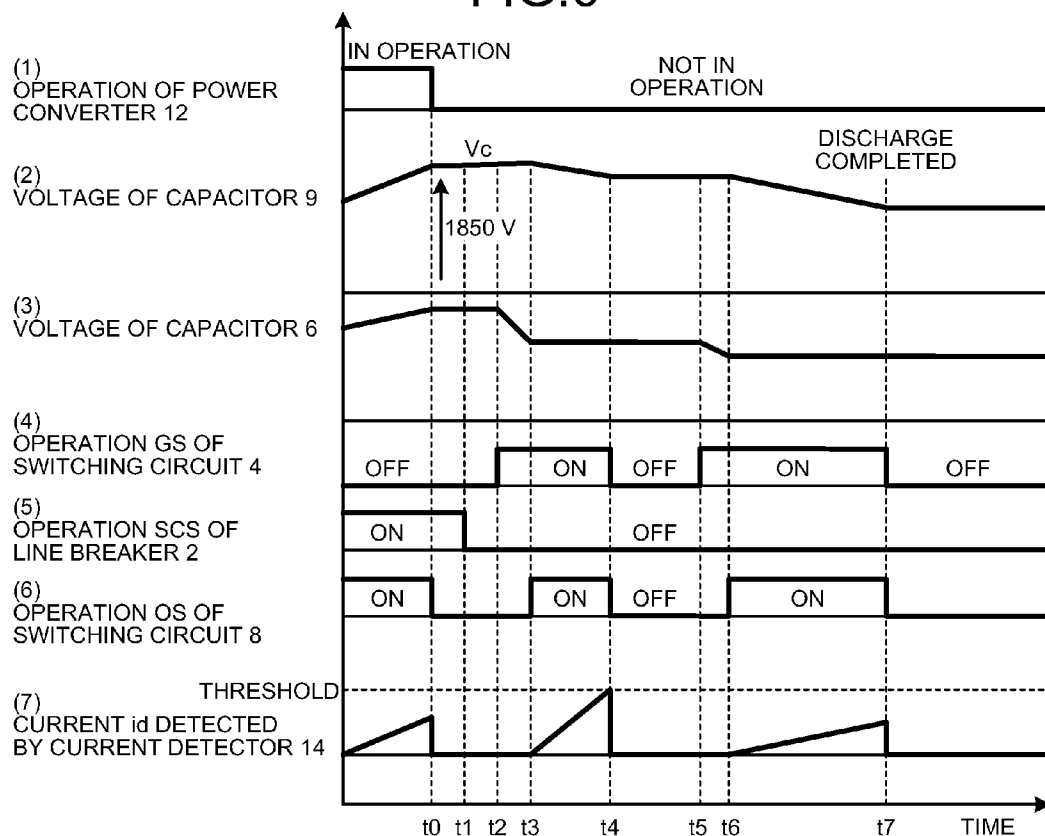 IN OPERATION
(1)
OPERATION OF POWER
CONVERTER 12
NOT IN
OPERATION
DISCHARGE
COMPLETED
Vc
(2)
VOLTAGE OF CAPACITOR 9
1850 V
(3)
VOLTAGE OF CAPACITOR 6
(4)
OPERATION GS OF
SWITCHING CIRCUIT 4
OFF ON OFF ON OFF
(5)
OPERATION SCS OF
LINE BREAKER 2
ON OFF
(6)
OPERATION OS OF
SWITCHING CIRCUIT 8
ON ON OFF ON
THRESHOLD
(7)
CURRENT id DETECTED
BY CURRENT DETECTOR 14
t0 t1 t2 t3 t4 t5 t6 t7 TIME